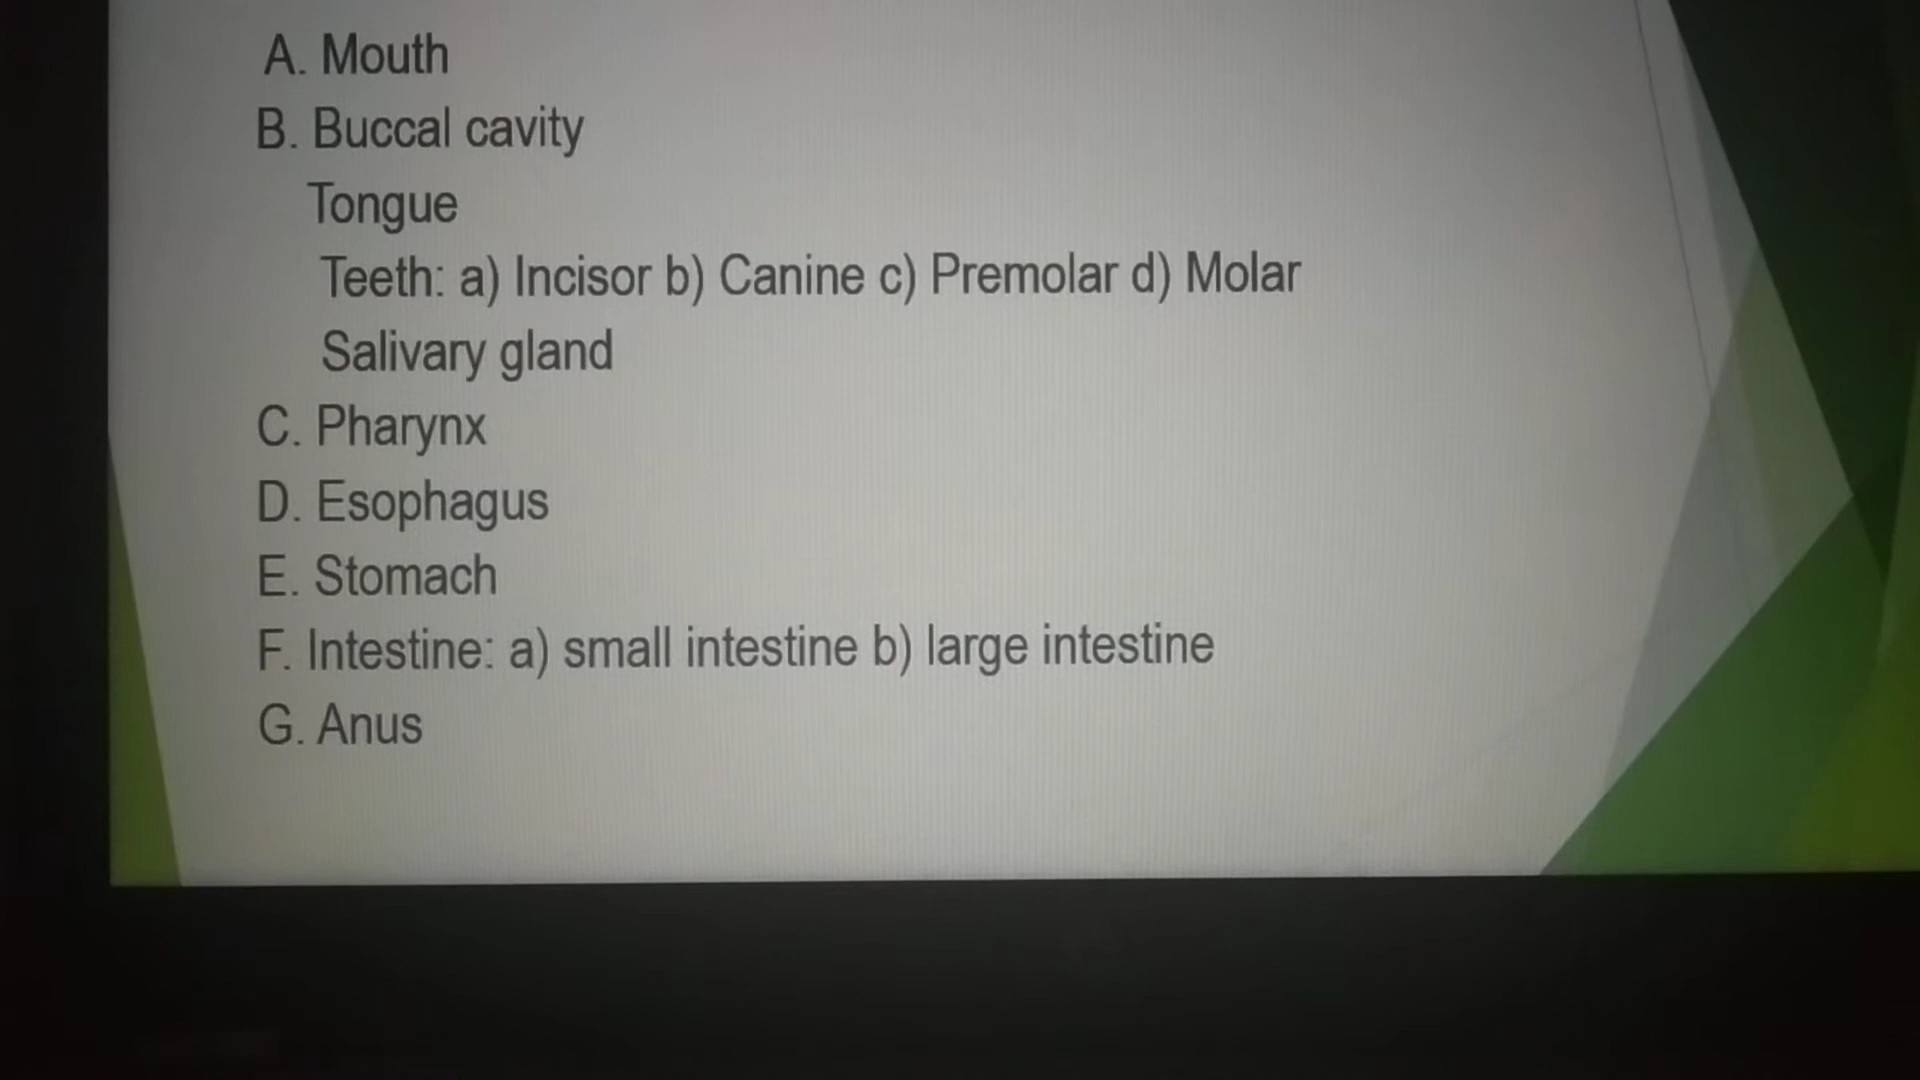 A. Mouth
B. Buccal cavity
Tongue
Teeth: a) Incisor b) Canine c) Premolar d) Molar
Salivary gland
C. Pharynx
D. Esophagus
E. Stomach
F. Intestine: a) small intestine b) large intestine
G. Anus